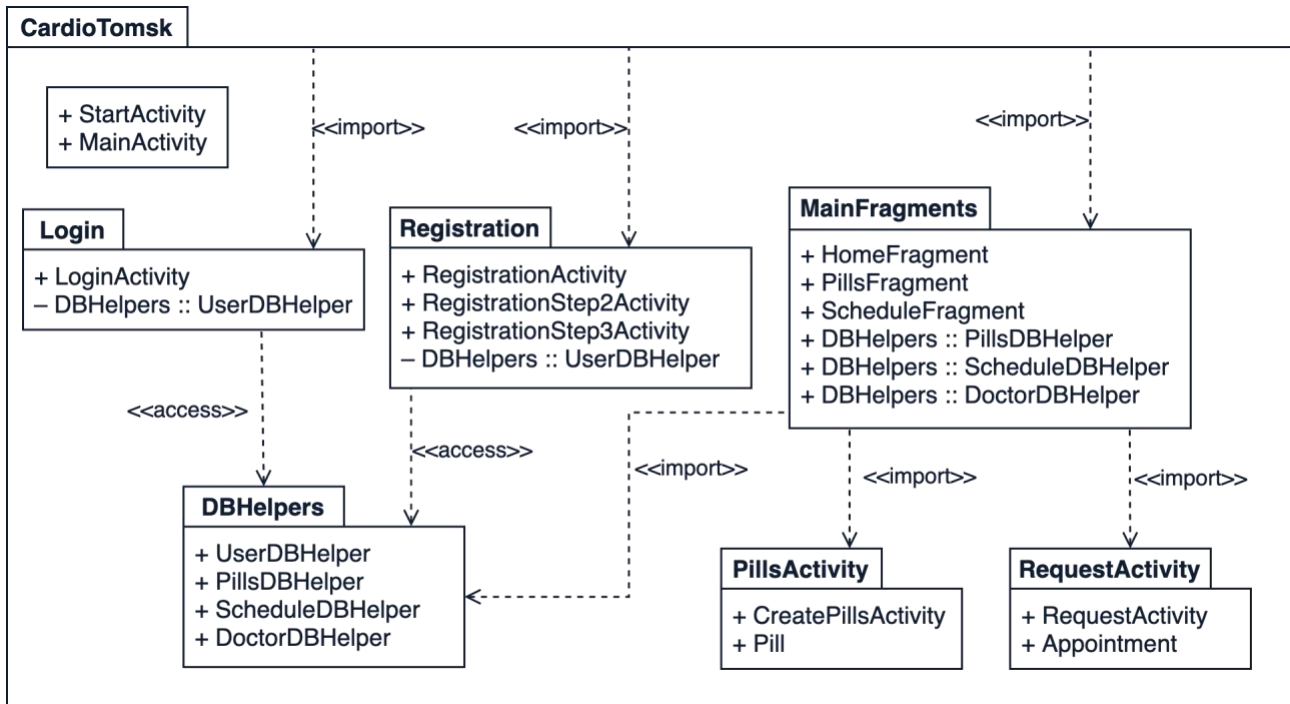 CardioTomsk
+ StartActivity
+ MainActivity
<<import>>
<<import>>
<<import>>
Login
+ LoginActivity
– DBHelpers :: UserDBHelper
Registration
+ RegistrationActivity
+ RegistrationStep2Activity
+ RegistrationStep3Activity
– DBHelpers :: UserDBHelper
MainFragments
+ HomeFragment
+ PillsFragment
+ ScheduleFragment
+ DBHelpers :: PillsDBHelper
+ DBHelpers :: ScheduleDBHelper
+ DBHelpers :: DoctorDBHelper
<<access>>
<<access>>
<<import>>
<<import>>
<<import>>
DBHelpers
+ UserDBHelper
+ PillsDBHelper
+ ScheduleDBHelper
+ DoctorDBHelper
PillsActivity
+ CreatePillsActivity
+ Pill
RequestActivity
+ RequestActivity
+ Appointment